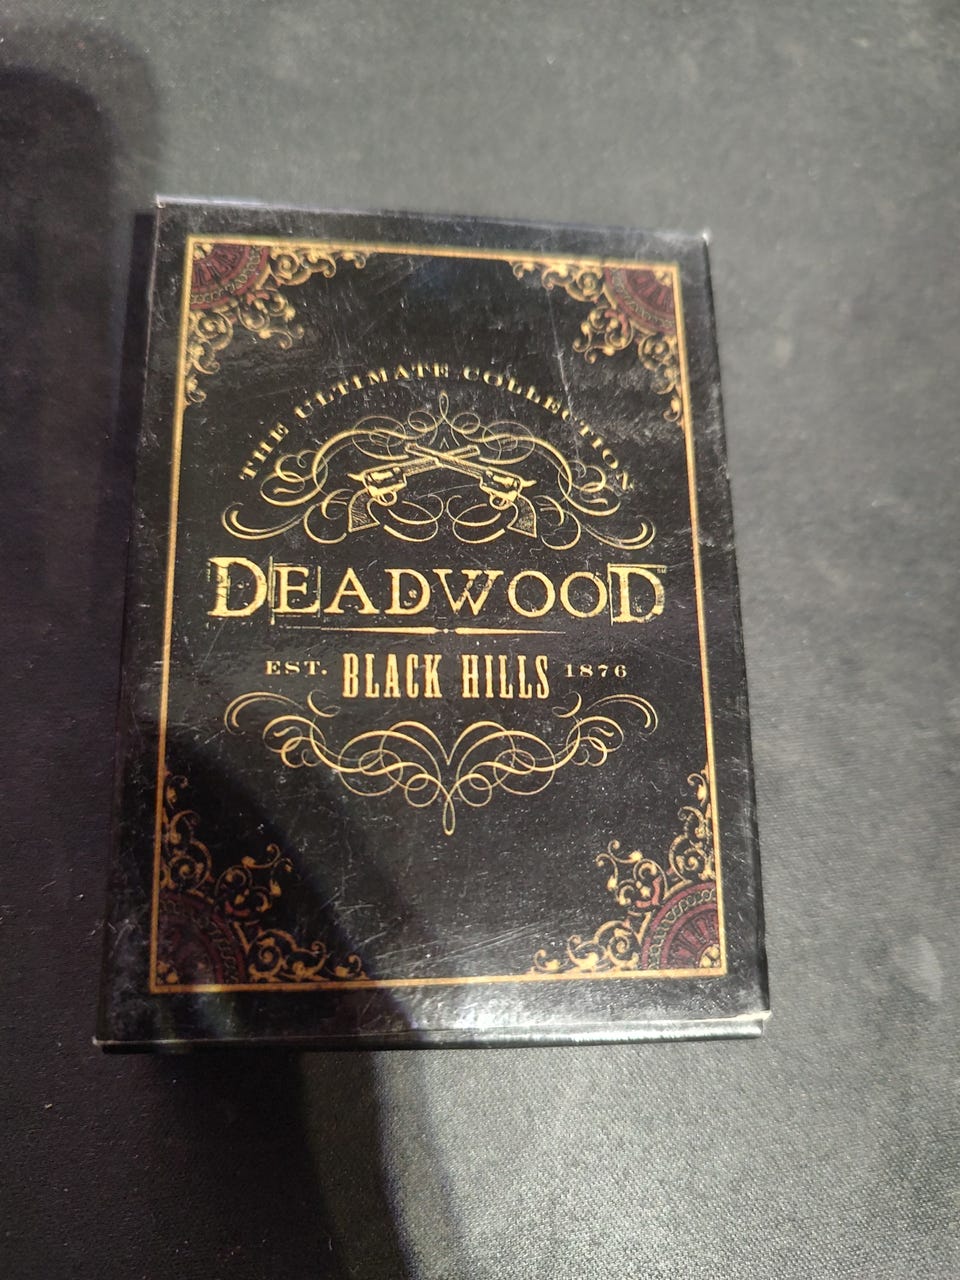 THE ULTIMATE COLLECTION
DEADWOOD
EST. BLACK HILLS 1876